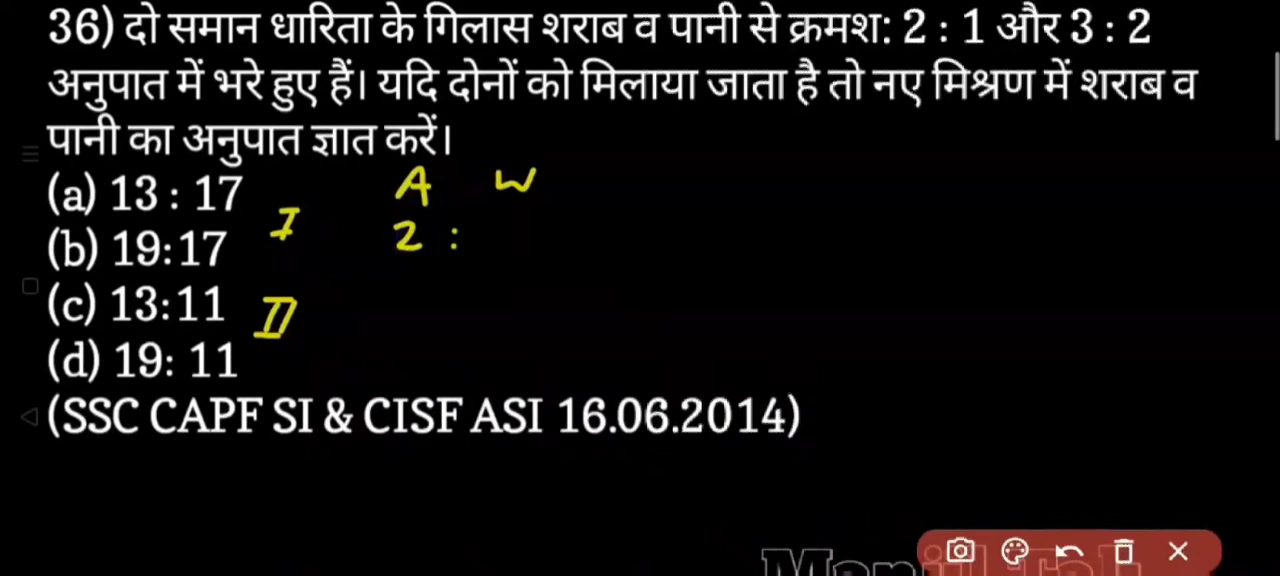 36) दो समान धारिता के गिलास शराब व पानी से क्रमश: 2 : 1 और 3 : 2
अनुपात में भरे हुए हैं। यदि दोनों को मिलाया जाता है तो नए मिश्रण में शराब व
पानी का अनुपात ज्ञात करें।
(a) 13 : 17
A W
(b) 19:17
I 2 :
(c) 13:11
II
(d) 19: 11
(SSC CAPF SI & CISF ASI 16.06.2014)